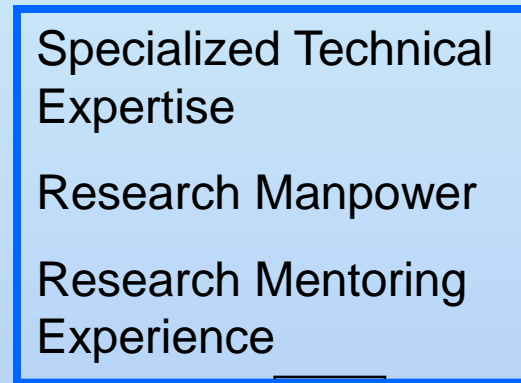 Specialized Technical
Expertise
Research Manpower
Research Mentoring
Experience